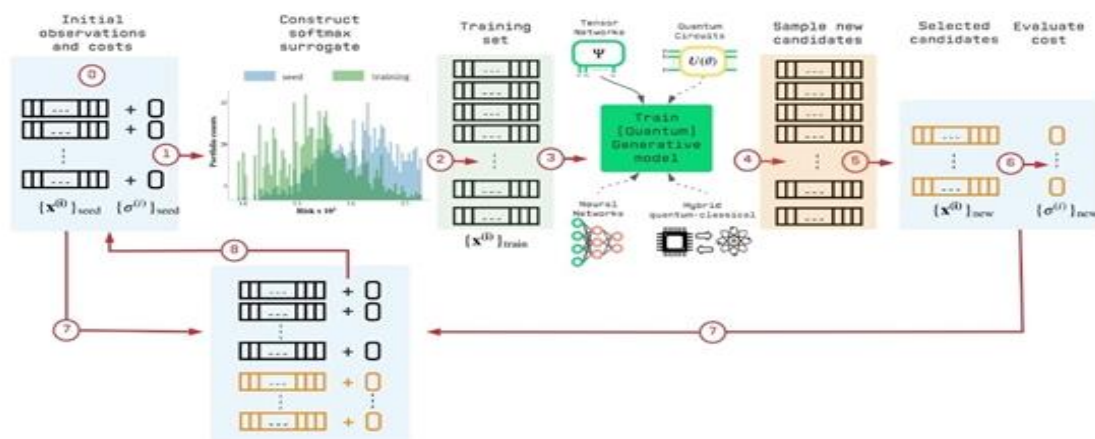 Initial
observations
and costs
Construct
softmax
surrogate
Training
set
Tensor
Networks
Quantum
Circuits
Sample new
candidates
Selected
candidates
Evaluate
cost
0
seed
training
Ψ
U(θ)
...
+
...
+
...
+
Portfolio counts
Risk × 10²
1
2
3
4
5
6
Train
(Quantum)
Generative
model
{x⁽ⁱ⁾}seed
{σ⁽ⁱ⁾}seed
{x⁽ⁱ⁾}train
Neural
Networks
Hybrid
quantum-classical
{x⁽ⁱ⁾}new
{σ⁽ⁱ⁾}new
8
7
7
... +
... +
... +
... +
... +